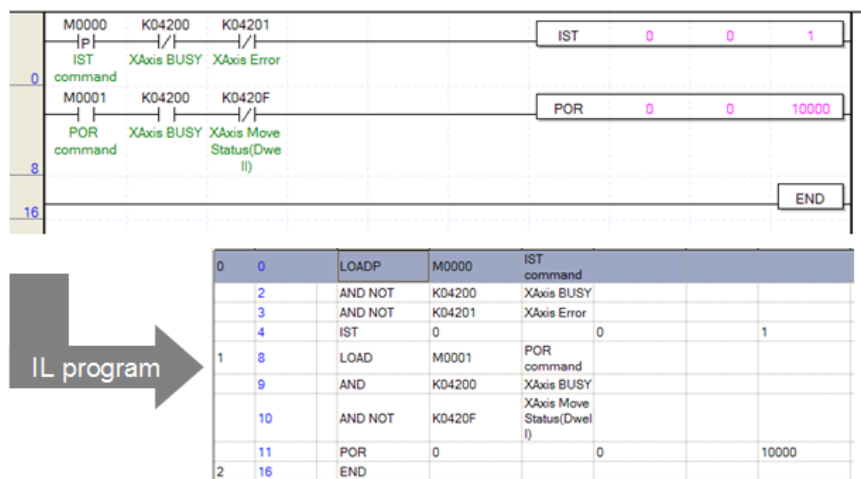 M0000 K04200 K04201
P IST 0 0 1
IST XAxis BUSY XAxis Error
0 command
M0001 K04200 K0420F
POR 0 0 10000
POR XAxis BUSY XAxis Move
command Status(Dwe
8 ll)
END
16
0 0 LOADP M0000 IST
command
2 AND NOT K04200 XAxis BUSY
3 AND NOT K04201 XAxis Error
4 IST 0 0 1
1 8 LOAD M0001 POR
command
9 AND K04200 XAxis BUSY
10 AND NOT K0420F XAxis Move
Status(Dwel
l)
11 POR 0 0 10000
2 16 END
IL program